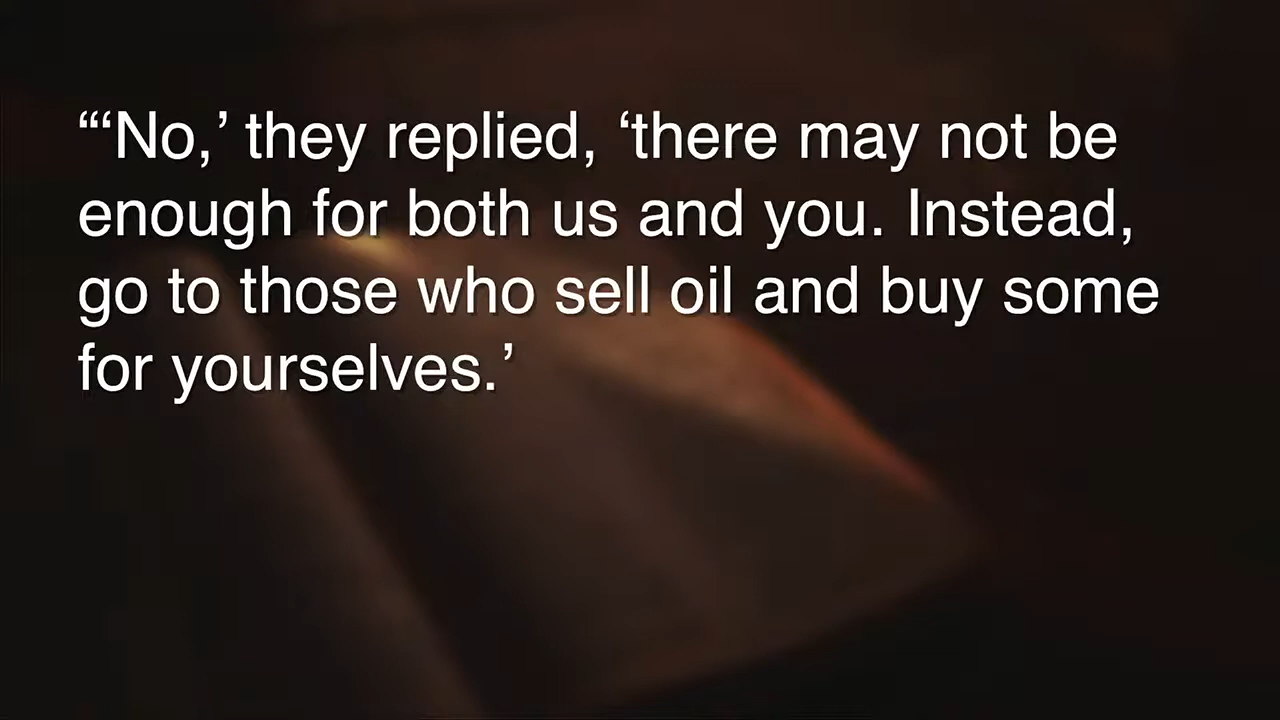 “‘No,’ they replied, ‘there may not be
enough for both us and you. Instead,
go to those who sell oil and buy some
for yourselves.’